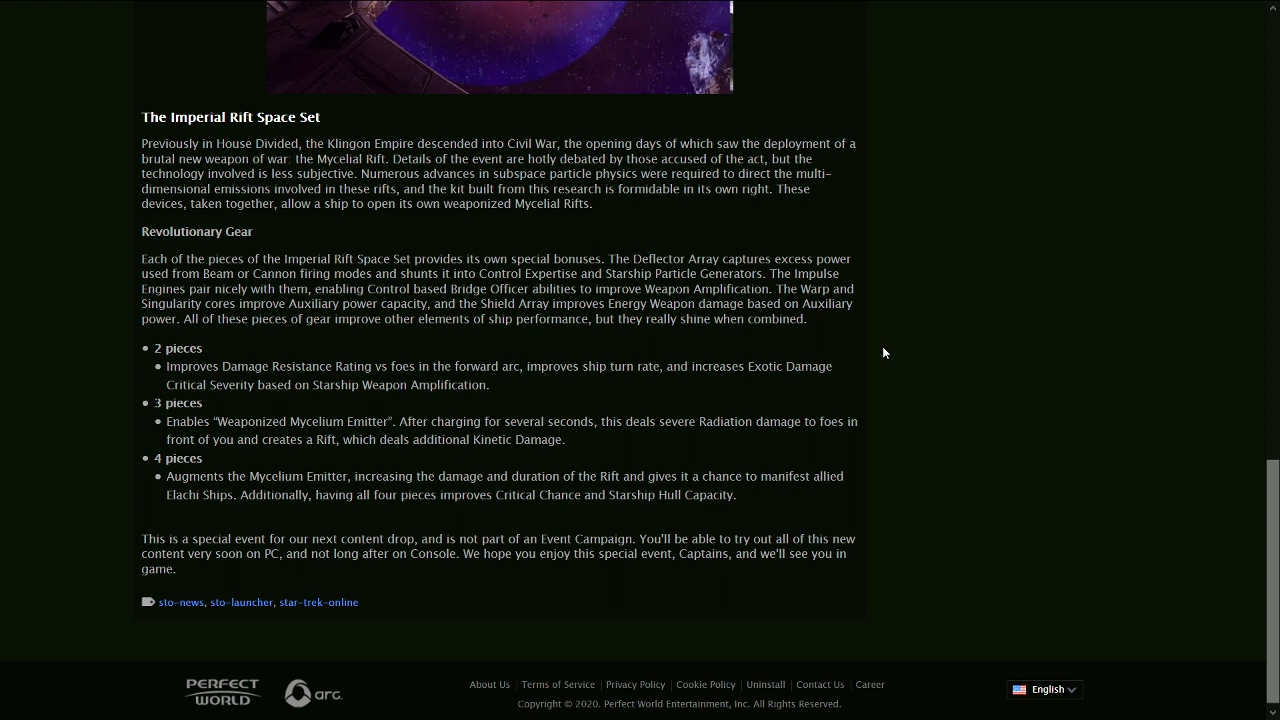 The Imperial Rift Space Set
Previously in House Divided, the Klingon Empire descended into Civil War, the opening days of which saw the deployment of a
brutal new weapon of war: the Mycelial Rift. Details of the event are hotly debated by those accused of the act, but the
technology involved is less subjective. Numerous advances in subspace particle physics were required to direct the multi-
dimensional emissions involved in these rifts, and the kit built from this research is formidable in its own right. These
devices, taken together, allow a ship to open its own weaponized Mycelial Rifts.
Revolutionary Gear
Each of the pieces of the Imperial Rift Space Set provides its own special bonuses. The Deflector Array captures excess power
used from Beam or Cannon firing modes and shunts it into Control Expertise and Starship Particle Generators. The Impulse
Engines pair nicely with them, enabling Control based Bridge Officer abilities to improve Weapon Amplification. The Warp and
Singularity cores improve Auxiliary power capacity, and the Shield Array improves Energy Weapon damage based on Auxiliary
power. All of these pieces of gear improve other elements of ship performance, but they really shine when combined.
• 2 pieces
• Improves Damage Resistance Rating vs foes in the forward arc, improves ship turn rate, and increases Exotic Damage
Critical Severity based on Starship Weapon Amplification.
• 3 pieces
• Enables “Weaponized Mycelium Emitter”. After charging for several seconds, this deals severe Radiation damage to foes in
front of you and creates a Rift, which deals additional Kinetic Damage.
• 4 pieces
• Augments the Mycelium Emitter, increasing the damage and duration of the Rift and gives it a chance to manifest allied
Elachi Ships. Additionally, having all four pieces improves Critical Chance and Starship Hull Capacity.
This is a special event for our next content drop, and is not part of an Event Campaign. You'll be able to try out all of this new
content very soon on PC, and not long after on Console. We hope you enjoy this special event, Captains, and we'll see you in
game.
sto-news, sto-launcher, star-trek-online
PERFECT WORLD arc.
About Us Terms of Service Privacy Policy Cookie Policy Uninstall Contact Us Career
English
Copyright © 2020. Perfect World Entertainment, Inc. All Rights Reserved.